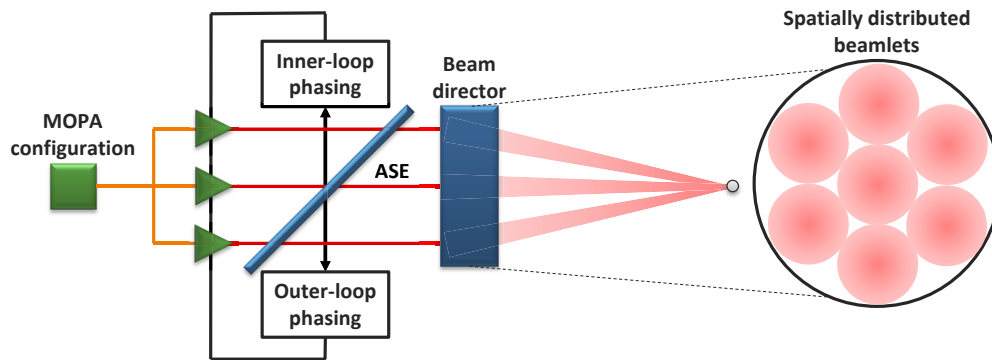 Spatially distributed
beamlets
Inner-loop
phasing
Beam
director
MOPA
configuration
ASE
Outer-loop
phasing